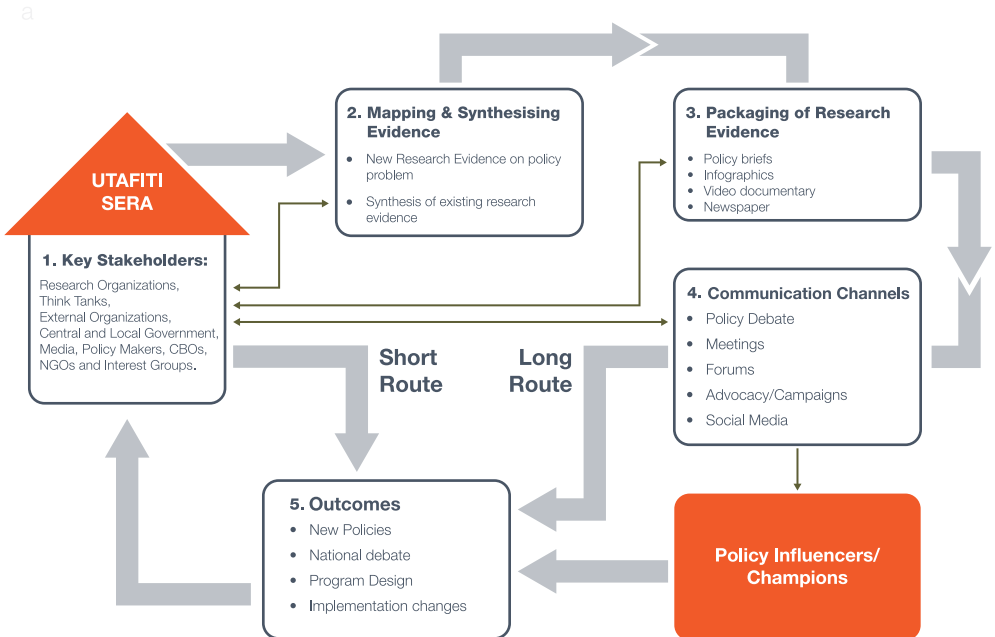 a
UTAFITI
SERA
1. Key Stakeholders:
Research Organizations,
Think Tanks,
External Organizations,
Central and Local Government,
Media, Policy Makers, CBOs,
NGOs and Interest Groups.
2. Mapping & Synthesising
Evidence
• New Research Evidence on policy
problem
• Synthesis of existing research
evidence
3. Packaging of Research
Evidence
• Policy briefs
• Infographics
• Video documentary
• Newspaper
4. Communication Channels
• Policy Debate
• Meetings
• Forums
• Advocacy/Campaigns
• Social Media
Short
Route
Long
Route
5. Outcomes
• New Policies
• National debate
• Program Design
• Implementation changes
Policy Influencers/
Champions